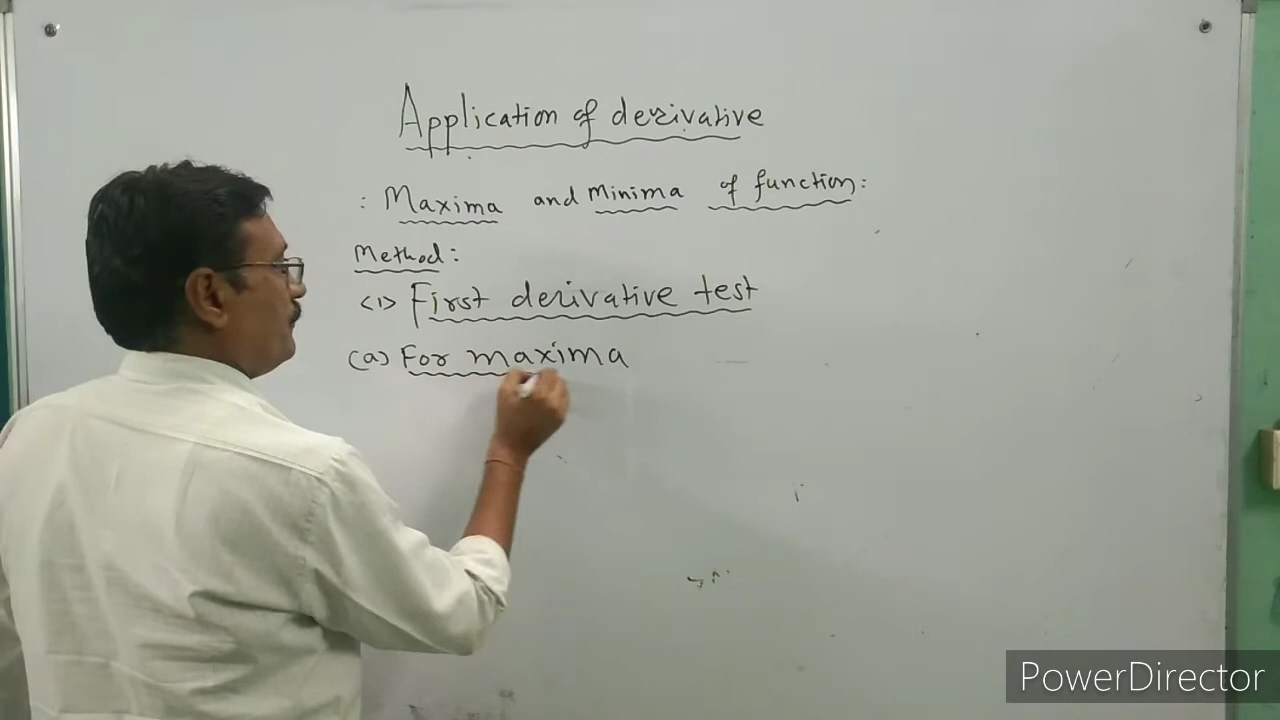 Application of derivative
: Maxima and Minima of function:
Method:
<1> First derivative test
(a) For maxima
PowerDirector